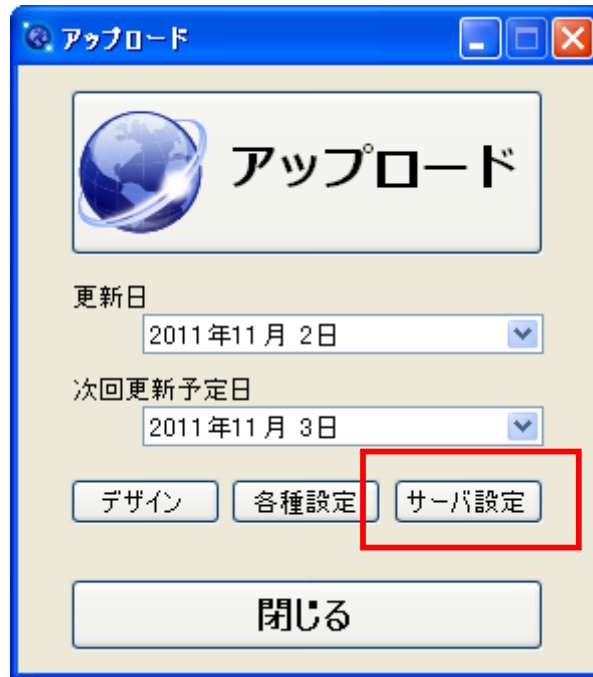 アップロード
アップロード
更新日
2011年11月 2日
次回更新予定日
2011年11月 3日
デザイン 各種設定 サーバ設定
閉じる